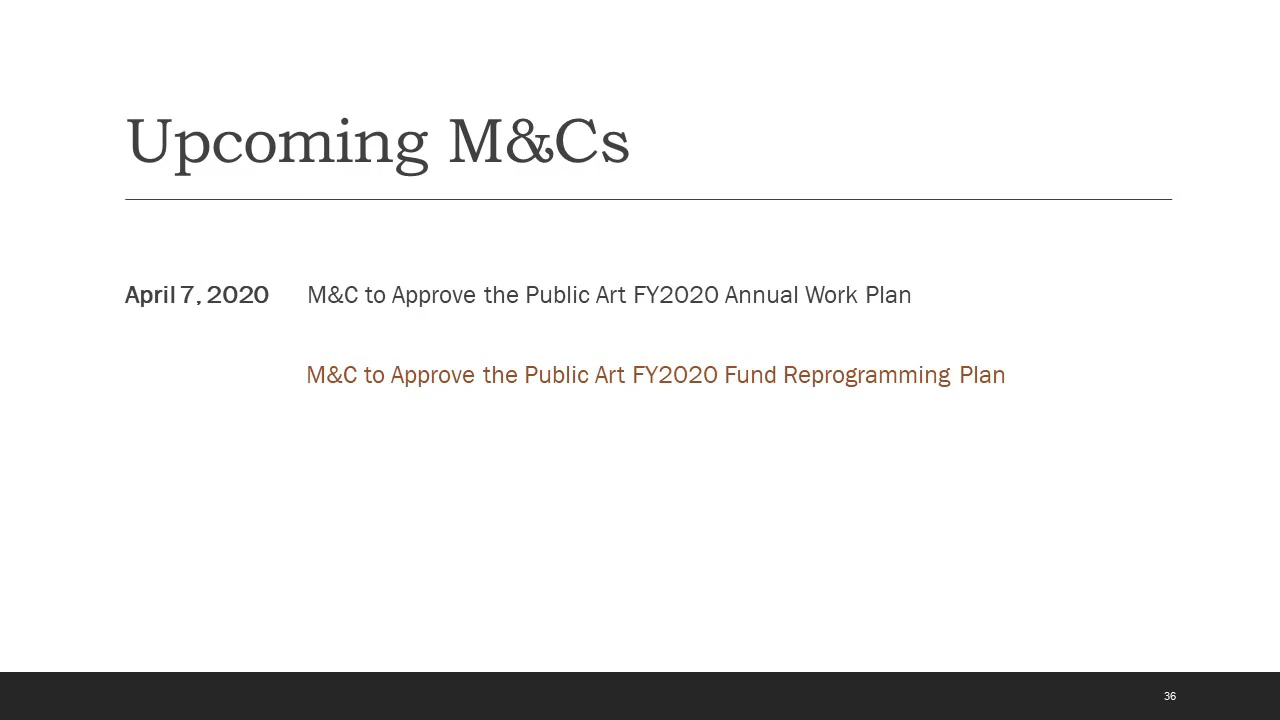 Upcoming M&Cs
April 7, 2020 M&C to Approve the Public Art FY2020 Annual Work Plan
M&C to Approve the Public Art FY2020 Fund Reprogramming Plan
36